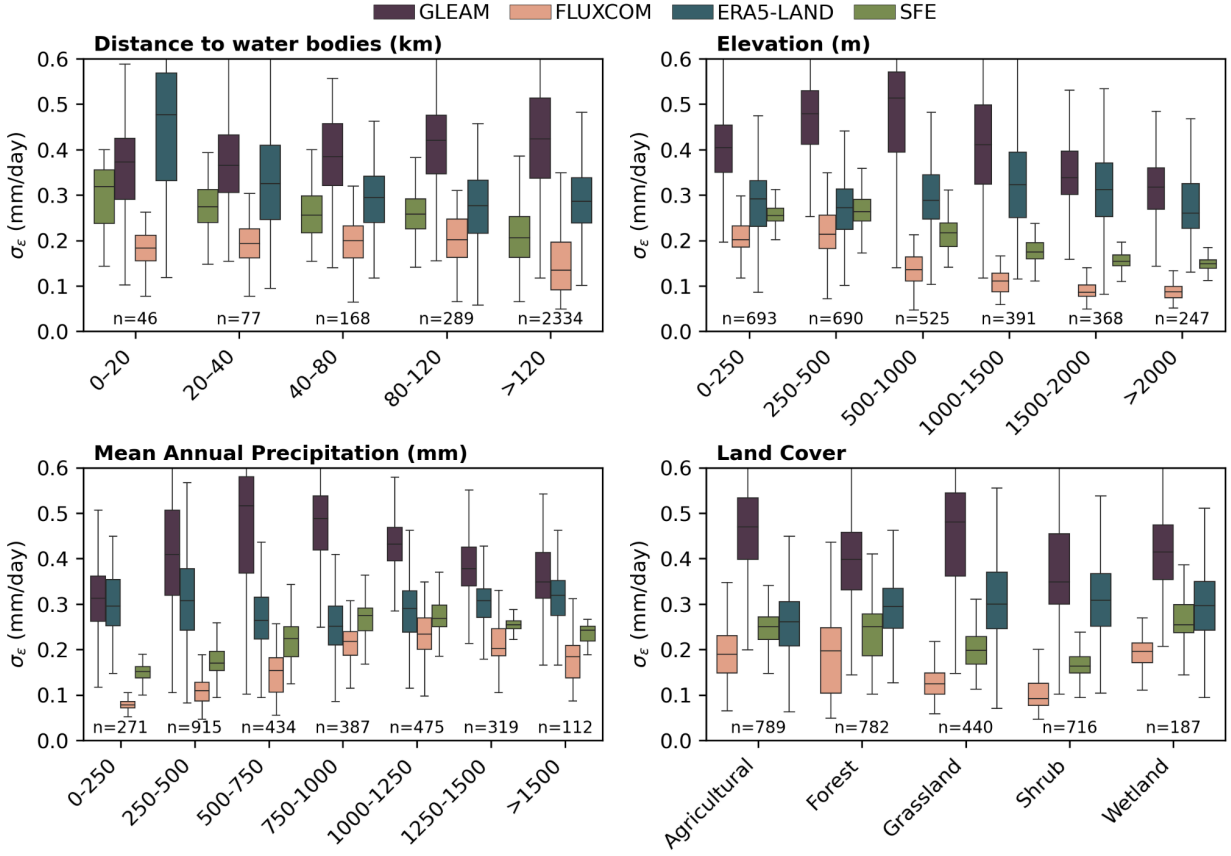 GLEAM FLUXCOM ERA5-LAND SFE
Distance to water bodies (km)
σε (mm/day)
0.6
0.5
0.4
0.3
0.2
0.1
0.0
n=46 n=77 n=168 n=289 n=2334
0–20 20–40 40–80 80–120 >120
Elevation (m)
σε (mm/day)
0.6
0.5
0.4
0.3
0.2
0.1
0.0
n=693 n=690 n=525 n=391 n=368 n=247
0-250 250-500 500-1000 1000-1500 1500-2000 >2000
Mean Annual Precipitation (mm)
σε (mm/day)
0.6
0.5
0.4
0.3
0.2
0.1
0.0
n=271 n=915 n=434 n=387 n=475 n=319 n=112
0-250 250-500 500-750 750-1000 1000-1250 1250-1500 >1500
Land Cover
σε (mm/day)
0.6
0.5
0.4
0.3
0.2
0.1
0.0
n=789 n=782 n=440 n=716 n=187
Agricultural Forest Grassland Shrub Wetland